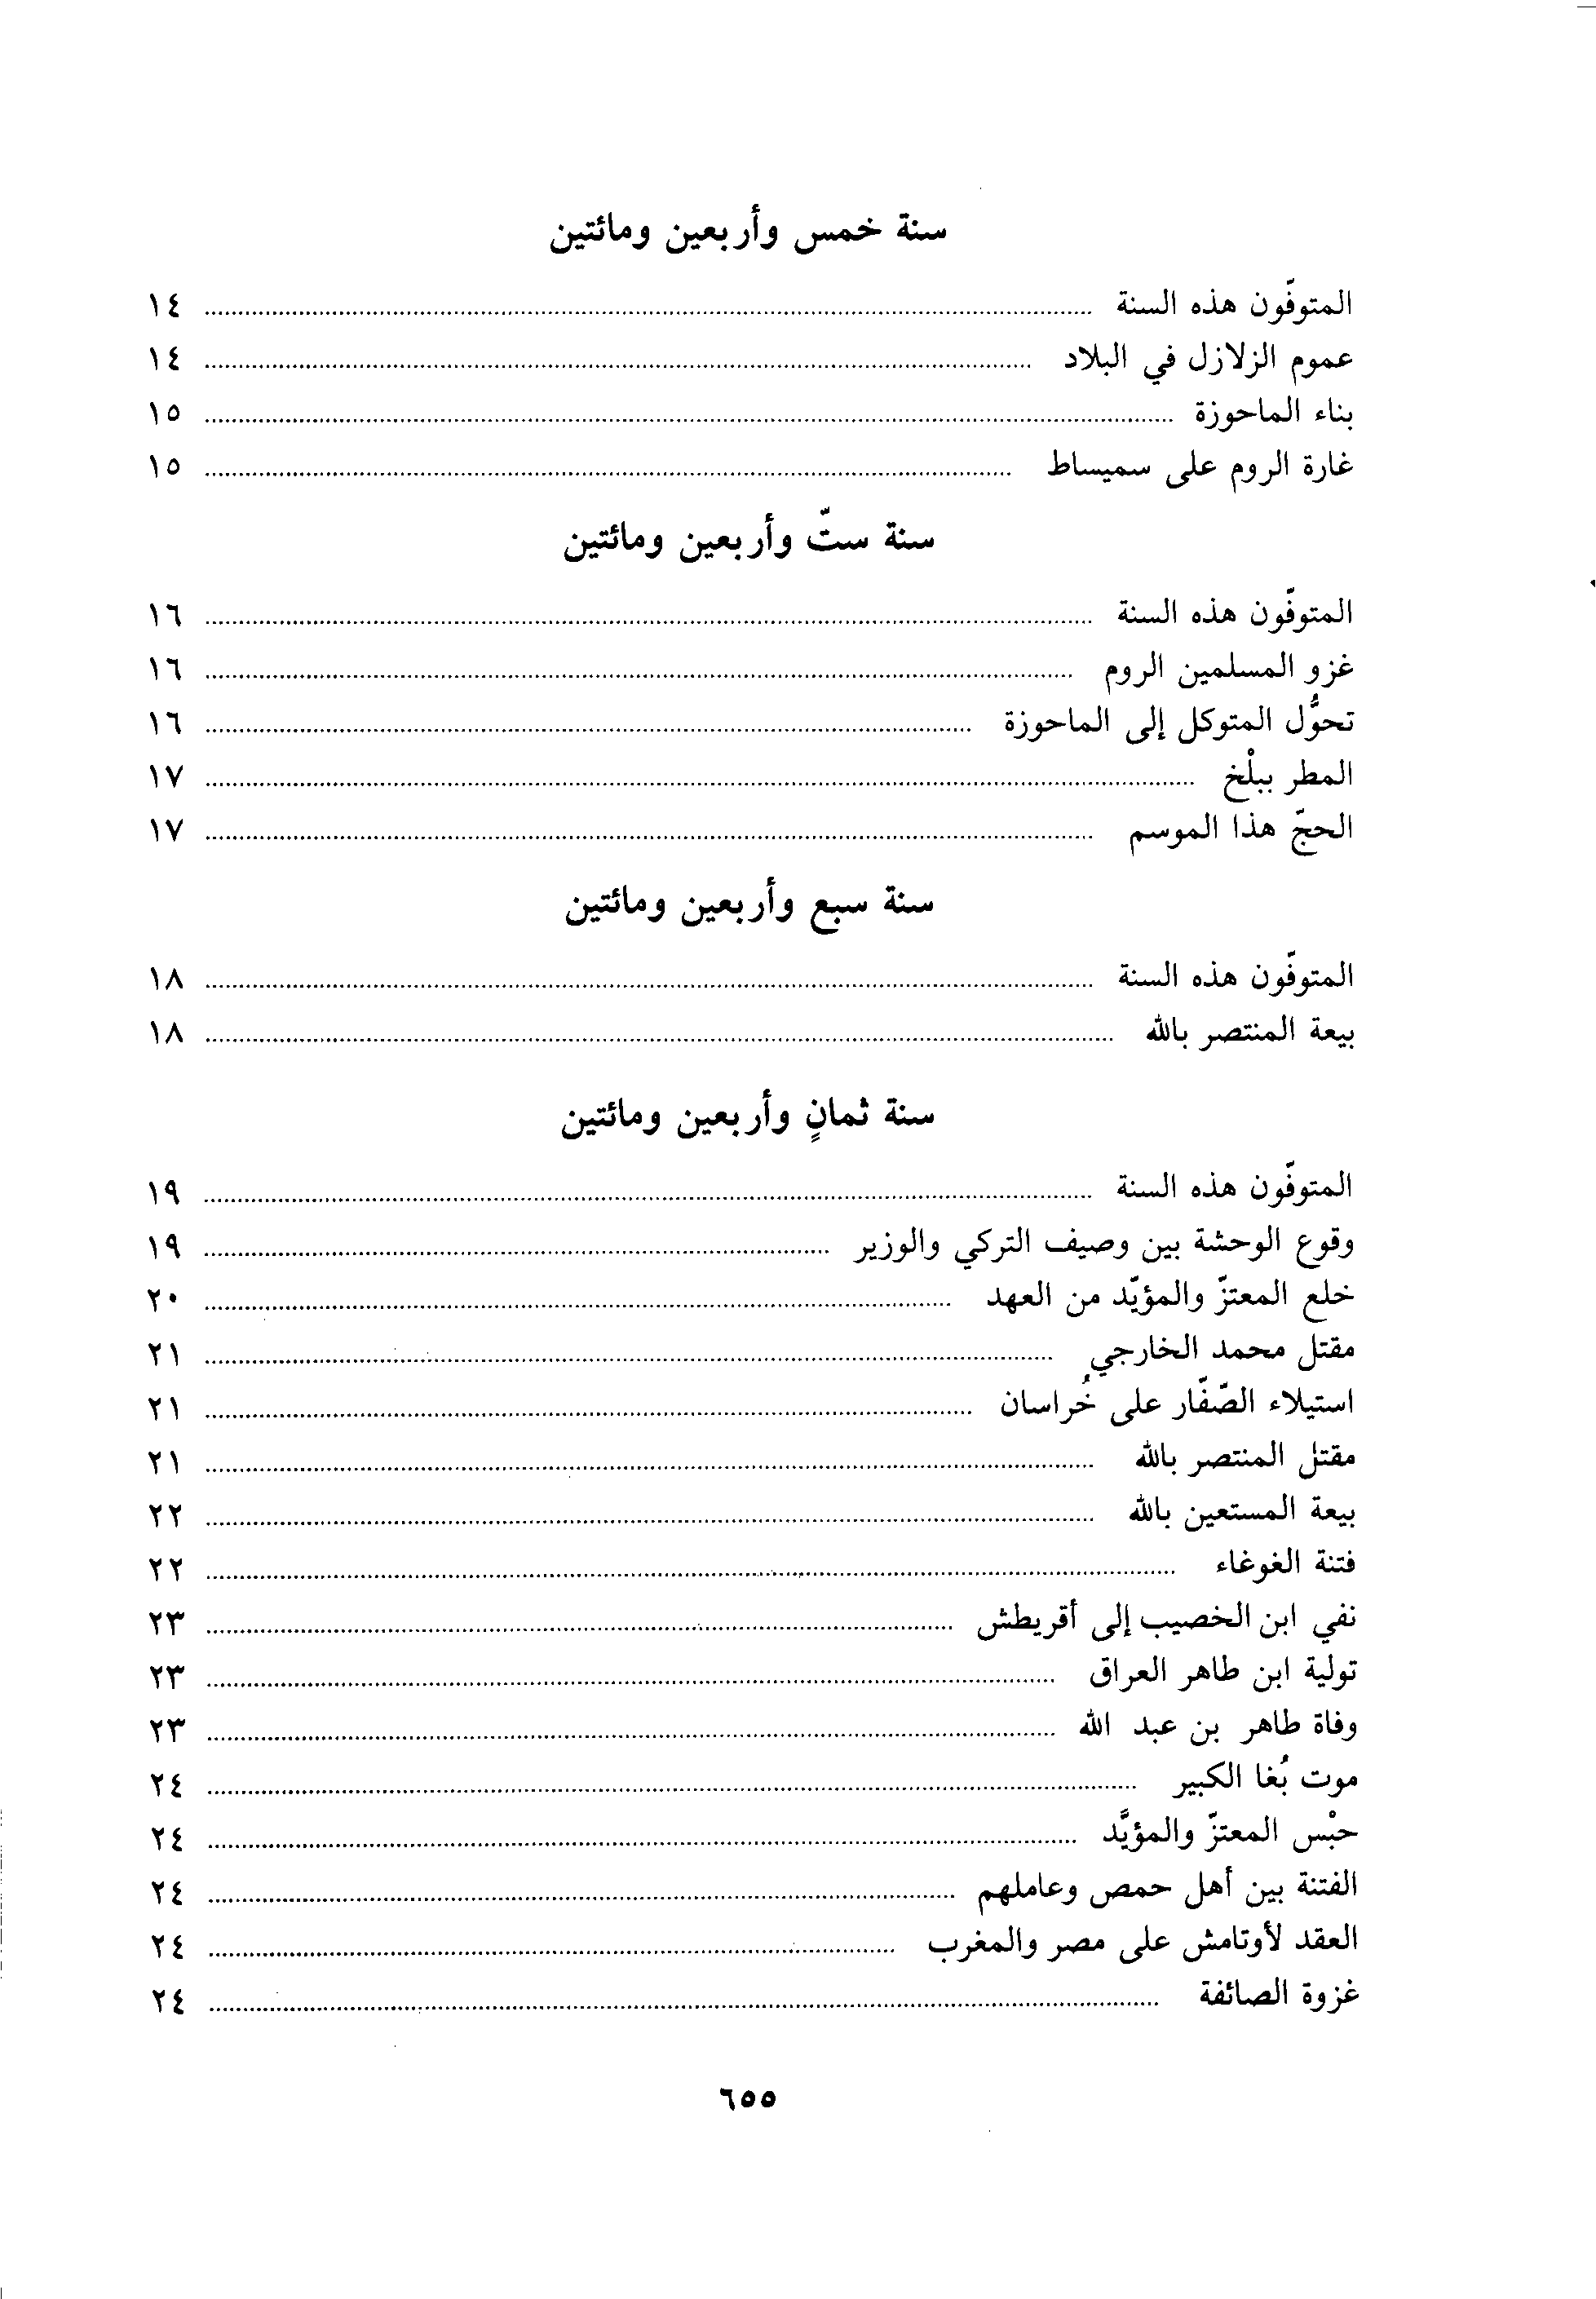 سنة خمس وأربعين ومائتين
المتوفّون هذه السنة ........ ١٤
عموم الزلازل في البلاد ........ ١٤
بناء الماحوزة ........ ١٥
غارة الروم على سميساط ........ ١٥
سنة ستّ وأربعين ومائتين
المتوفّون هذه السنة ........ ١٦
غزو المسلمين الروم ........ ١٦
تحوُّل المتوكل إلى الماحوزة ........ ١٦
المطر ببلْخ ........ ١٧
الحجّ هذا الموسم ........ ١٧
سنة سبع وأربعين ومائتين
المتوفّون هذه السنة ........ ١٨
بيعة المنتصر بالله ........ ١٨
سنة ثمانٍ وأربعين ومائتين
المتوفّون هذه السنة ........ ١٩
وقوع الوحشة بين وصيف التركي والوزير ........ ١٩
خلع المعتزّ والمؤيّد من العهد ........ ٢٠
مقتل محمد الخارجي ........ ٢١
استيلاء الصّفّار على خُراسان ........ ٢١
مقتل المنتصر بالله ........ ٢١
بيعة المستعين بالله ........ ٢٢
فتنة الغوغاء ........ ٢٢
نفي ابن الخصيب إلى أقريطش ........ ٢٣
تولية ابن طاهر العراق ........ ٢٣
وفاة طاهر بن عبد الله ........ ٢٣
موت بُغا الكبير ........ ٢٤
حبْس المعتزّ والمؤيَّد ........ ٢٤
الفتنة بين أهل حمص وعاملهم ........ ٢٤
العقد لأوتامش على مصر والمغرب ........ ٢٤
غزوة الصائفة ........ ٢٤
٦٥٥